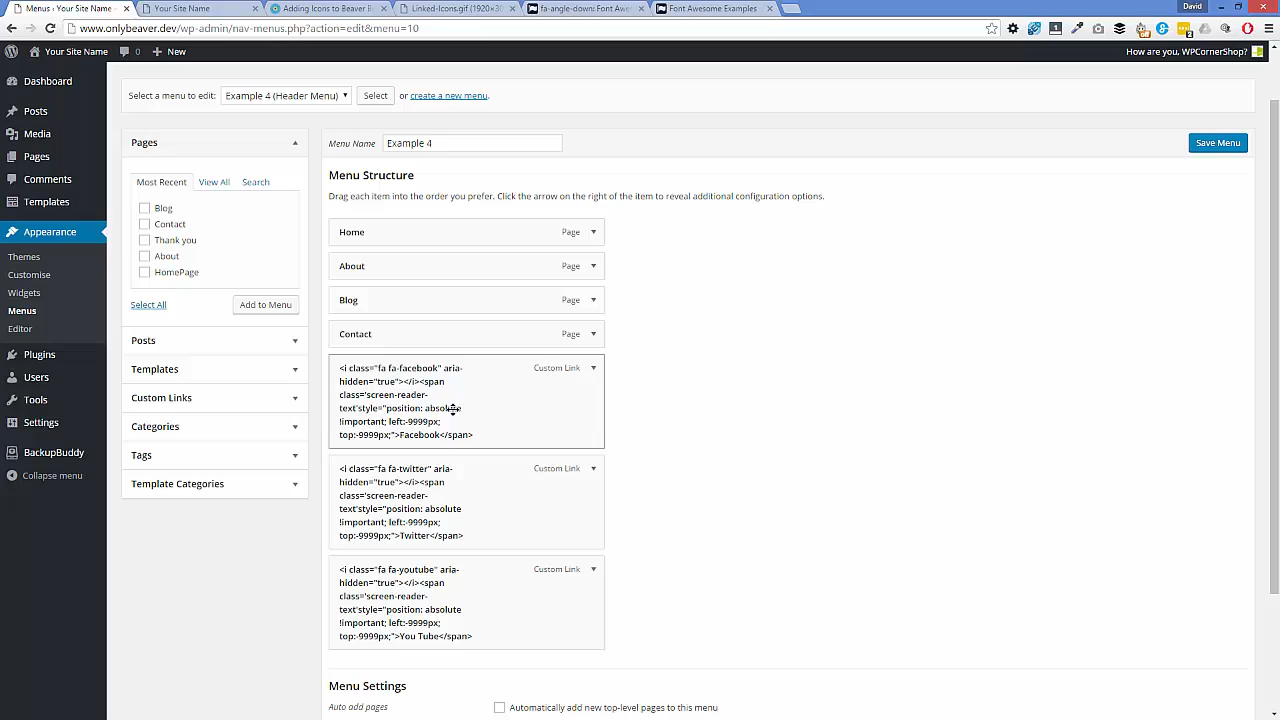 David
Menus ‹ Your Site Name
Your Site Name
Adding Icons to Beaver B
Linked-Icons.gif (1920×30
fa-angle-down: Font Awes
Font Awesome Examples
www.onlybeaver.dev/wp-admin/nav-menus.php?action=edit&menu=10
Your Site Name
0
New
How are you, WPCornerShop?
Dashboard
Posts
Media
Pages
Comments
Templates
Appearance
Themes
Customise
Widgets
Menus
Editor
Plugins
Users
Tools
Settings
BackupBuddy
Collapse menu
Select a menu to edit: Example 4 (Header Menu) Select or create a new menu.
Pages
Most Recent View All Search
Blog
Contact
Thank you
About
HomePage
Select All Add to Menu
Posts
Templates
Custom Links
Categories
Tags
Template Categories
Menu Name Example 4 Save Menu
Menu Structure
Drag each item into the order you prefer. Click the arrow on the right of the item to reveal additional configuration options.
Home Page
About Page
Blog Page
Contact Page
<i class="fa fa-facebook" aria- Custom Link
hidden="true"></i><span
class='screen-reader-
text'style="position: absolute
!important; left:-9999px;
top:-9999px;">Facebook</span>
<i class="fa fa-twitter" aria- Custom Link
hidden="true"></i><span
class='screen-reader-
text'style="position: absolute
!important; left:-9999px;
top:-9999px;">Twitter</span>
<i class="fa fa-youtube" aria- Custom Link
hidden="true"></i><span
class='screen-reader-
text'style="position: absolute
!important; left:-9999px;
top:-9999px;">You Tube</span>
Menu Settings
Auto add pages Automatically add new top-level pages to this menu